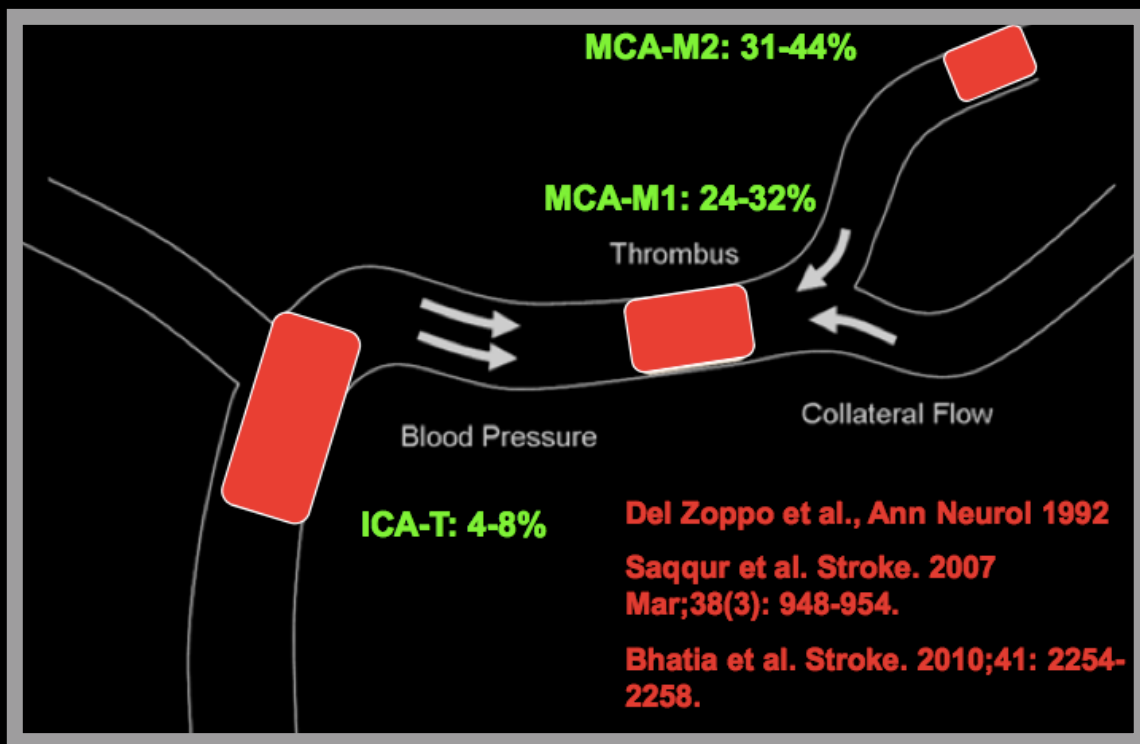 MCA-M2: 31-44%
MCA-M1: 24-32%
Thrombus
Collateral Flow
Blood Pressure
ICA-T: 4-8%
Del Zoppo et al., Ann Neurol 1992
Saqqur et al. Stroke. 2007
Mar;38(3): 948-954.
Bhatia et al. Stroke. 2010;41: 2254-
2258.